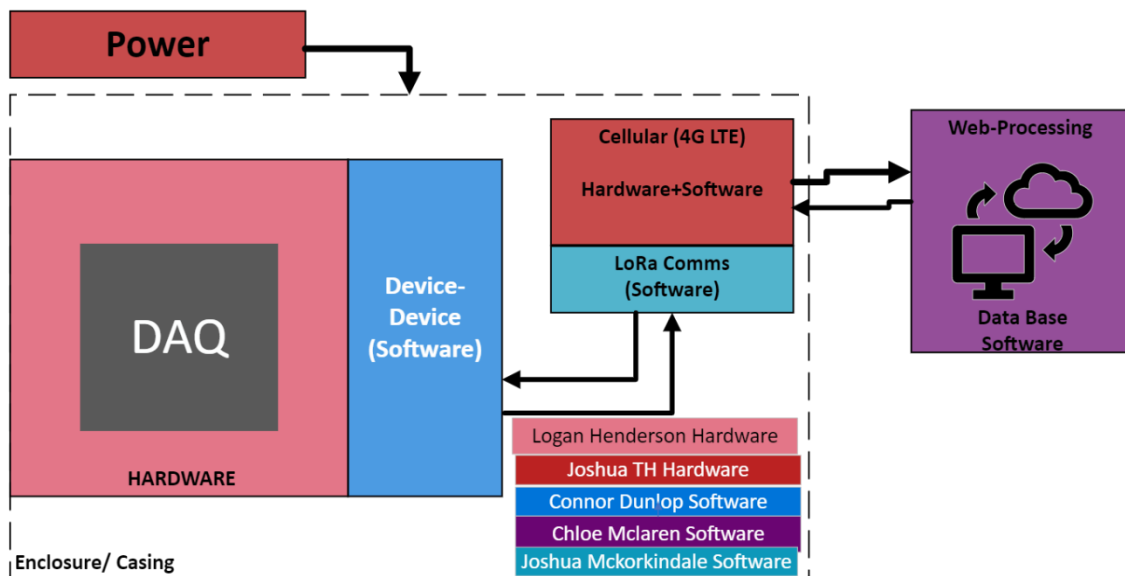 Power
Cellular (4G LTE)
Hardware+Software
LoRa Comms
(Software)
Web-Processing
Data Base
Software
DAQ
HARDWARE
Device-
Device
(Software)
Logan Henderson Hardware
Joshua TH Hardware
Connor Dunlop Software
Chloe Mclaren Software
Joshua Mckorkindale Software
Enclosure/ Casing